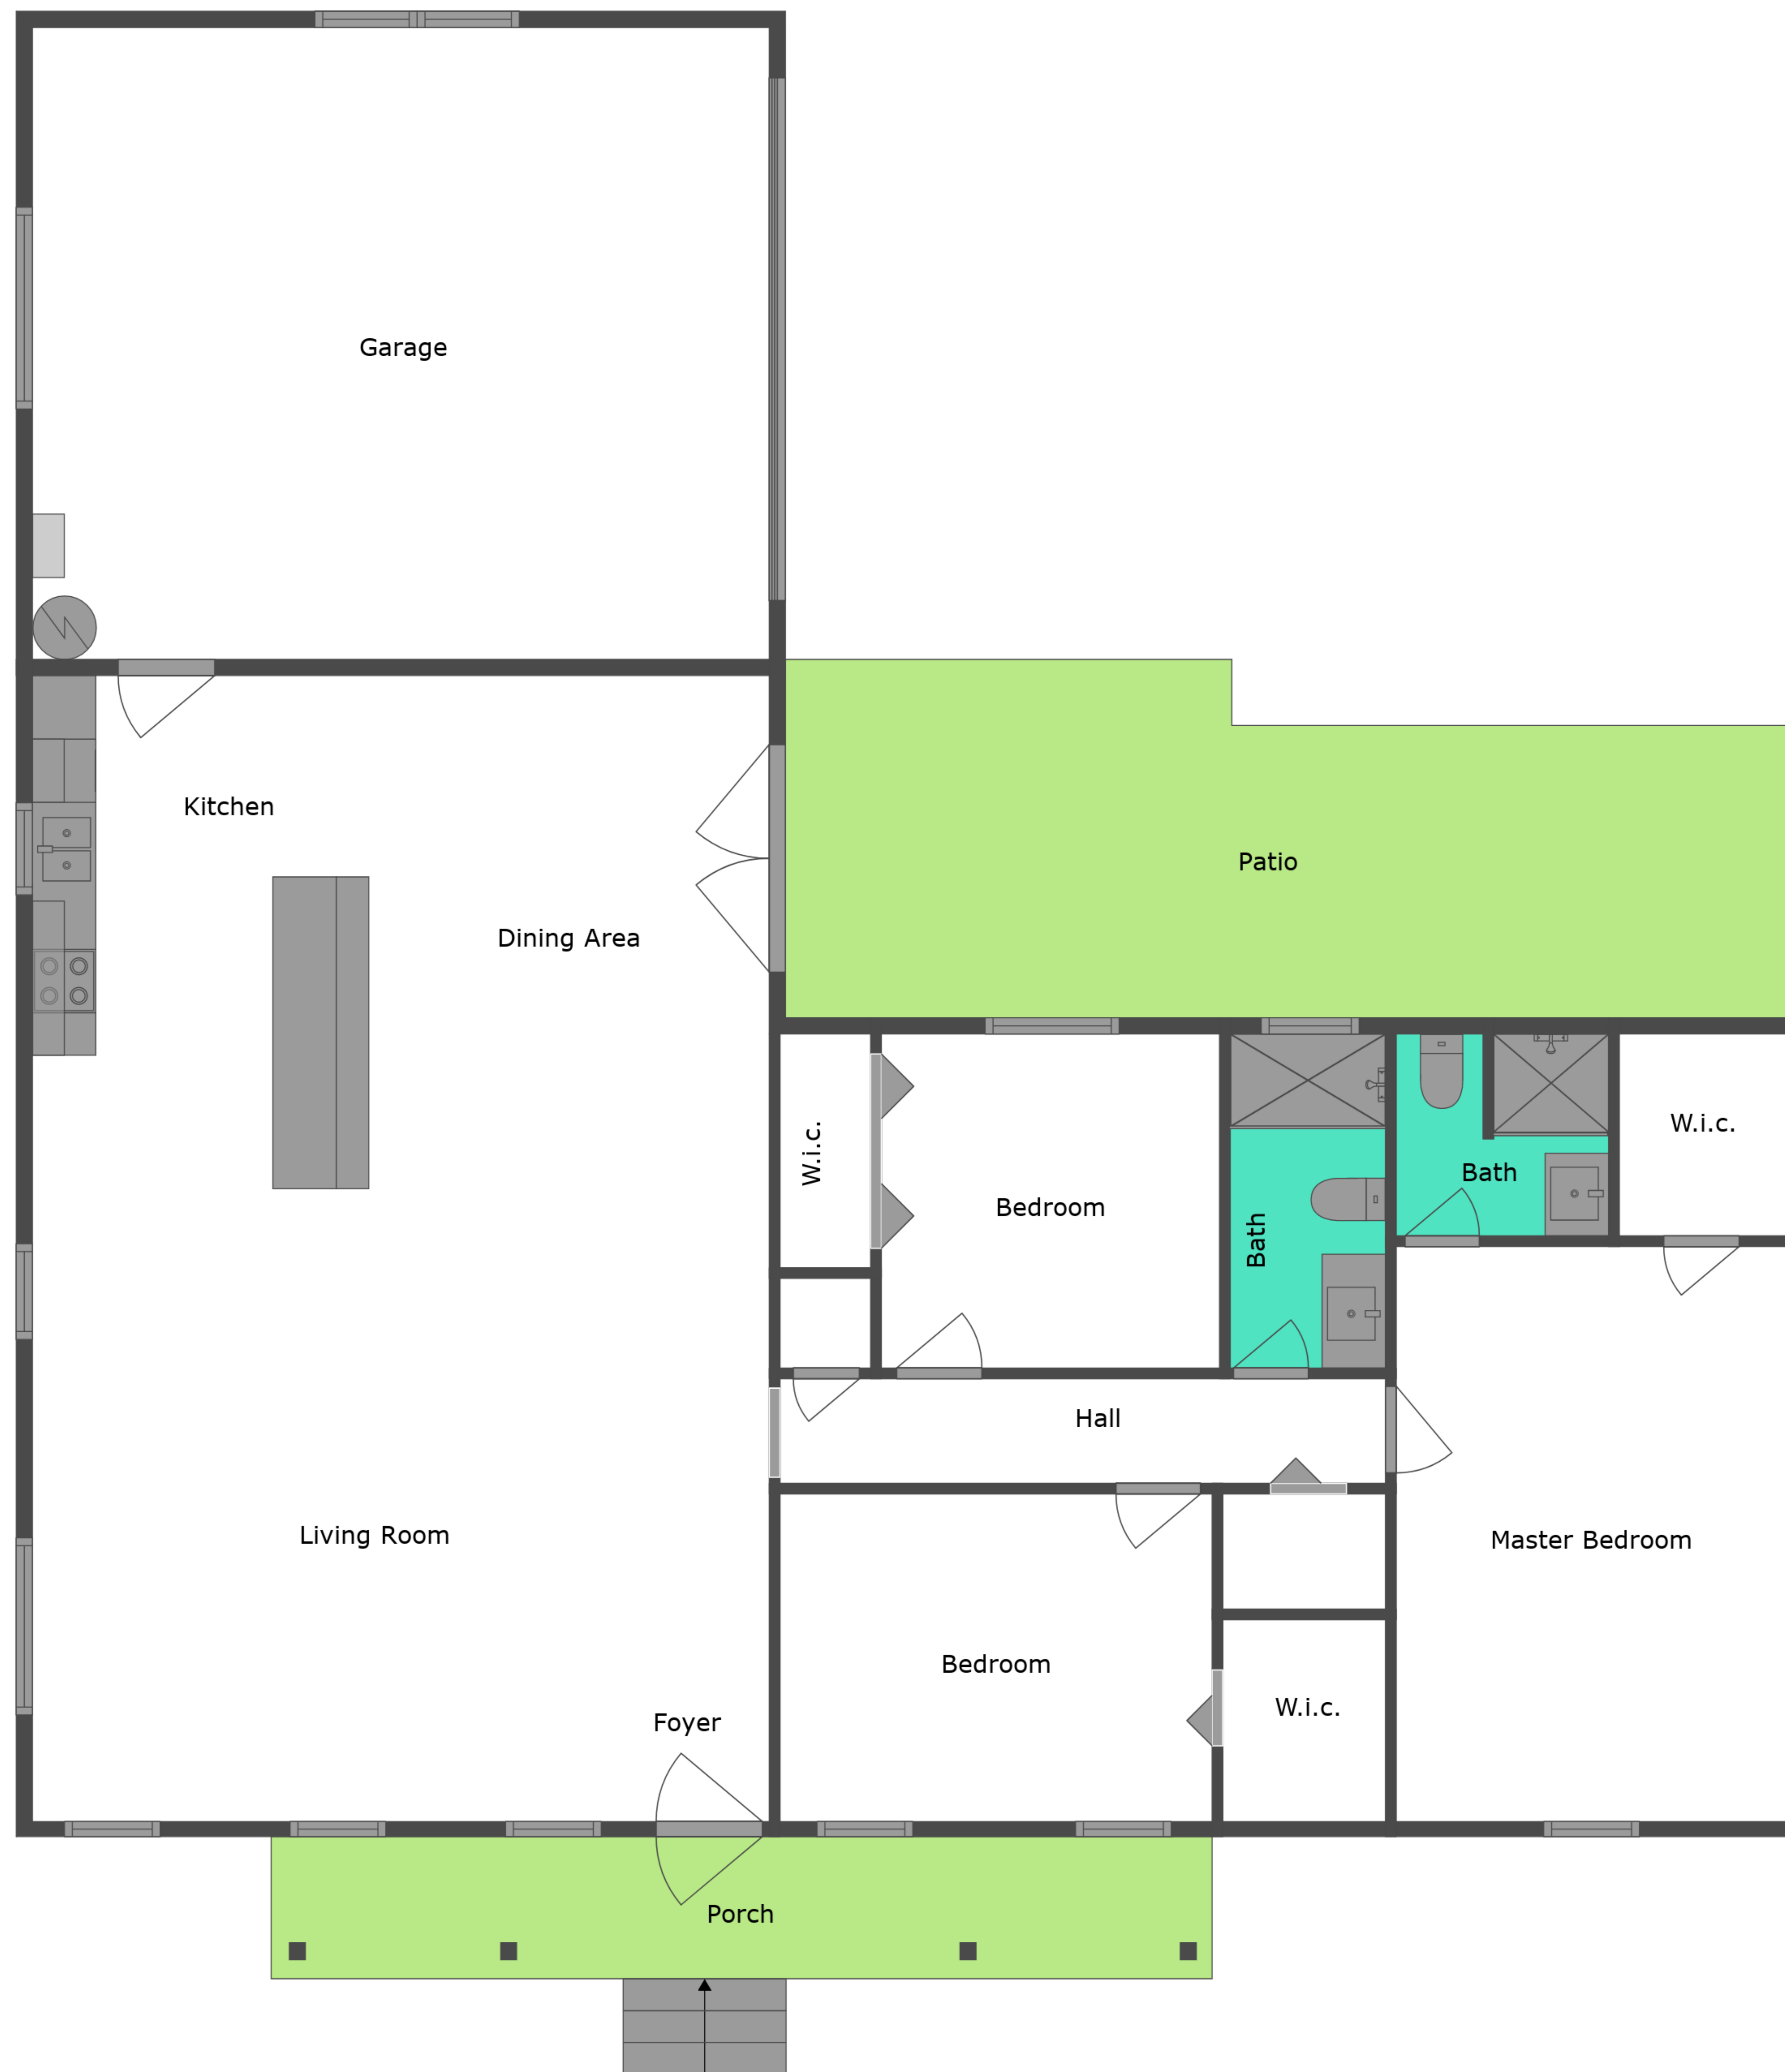 Garage
Kitchen
Patio
Dining Area
W.i.c.
W.i.c.
Bath
Bedroom
Bath
Hall
Living Room
Master Bedroom
Bedroom
W.i.c.
Foyer
Porch